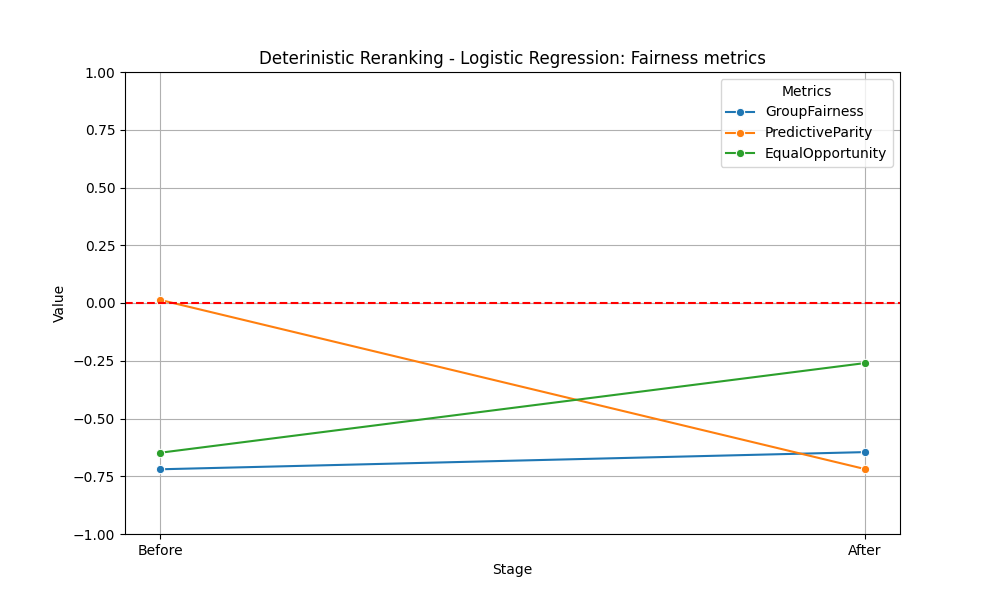 Deterinistic Reranking - Logistic Regression: Fairness metrics
1.00
0.75
0.50
0.25
0.00
−0.25
−0.50
−0.75
−1.00
Value
Metrics
GroupFairness
PredictiveParity
EqualOpportunity
Before
After
Stage